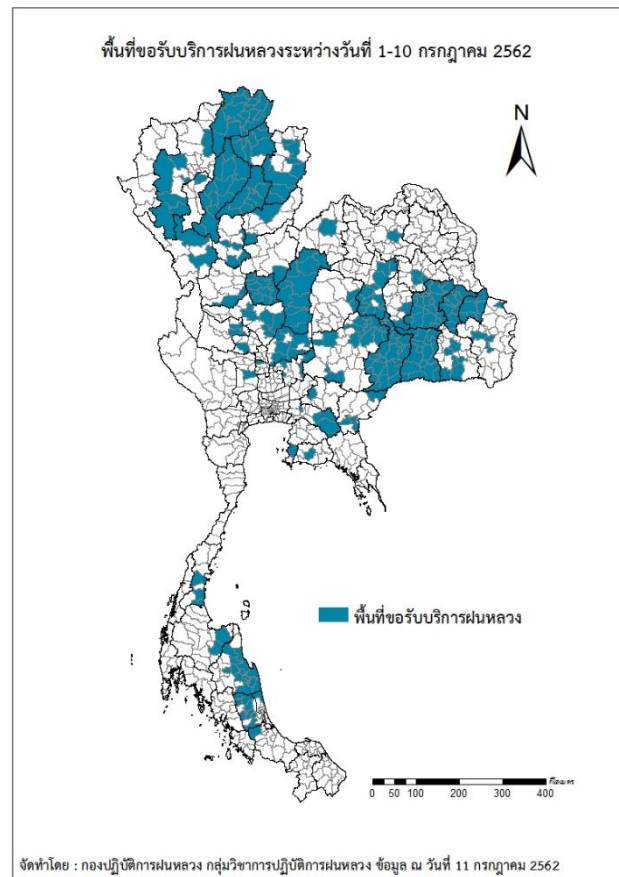 พื้นที่ขอรับบริการฝนหลวงระหว่างวันที่ 1-10 กรกฎาคม 2562
N
พื้นที่ขอรับบริการฝนหลวง
กิโลเมตร
0 50 100 200 300 400
จัดทำโดย : กองปฏิบัติการฝนหลวง กลุ่มวิชาการปฏิบัติการฝนหลวง ข้อมูล ณ วันที่ 11 กรกฎาคม 2562